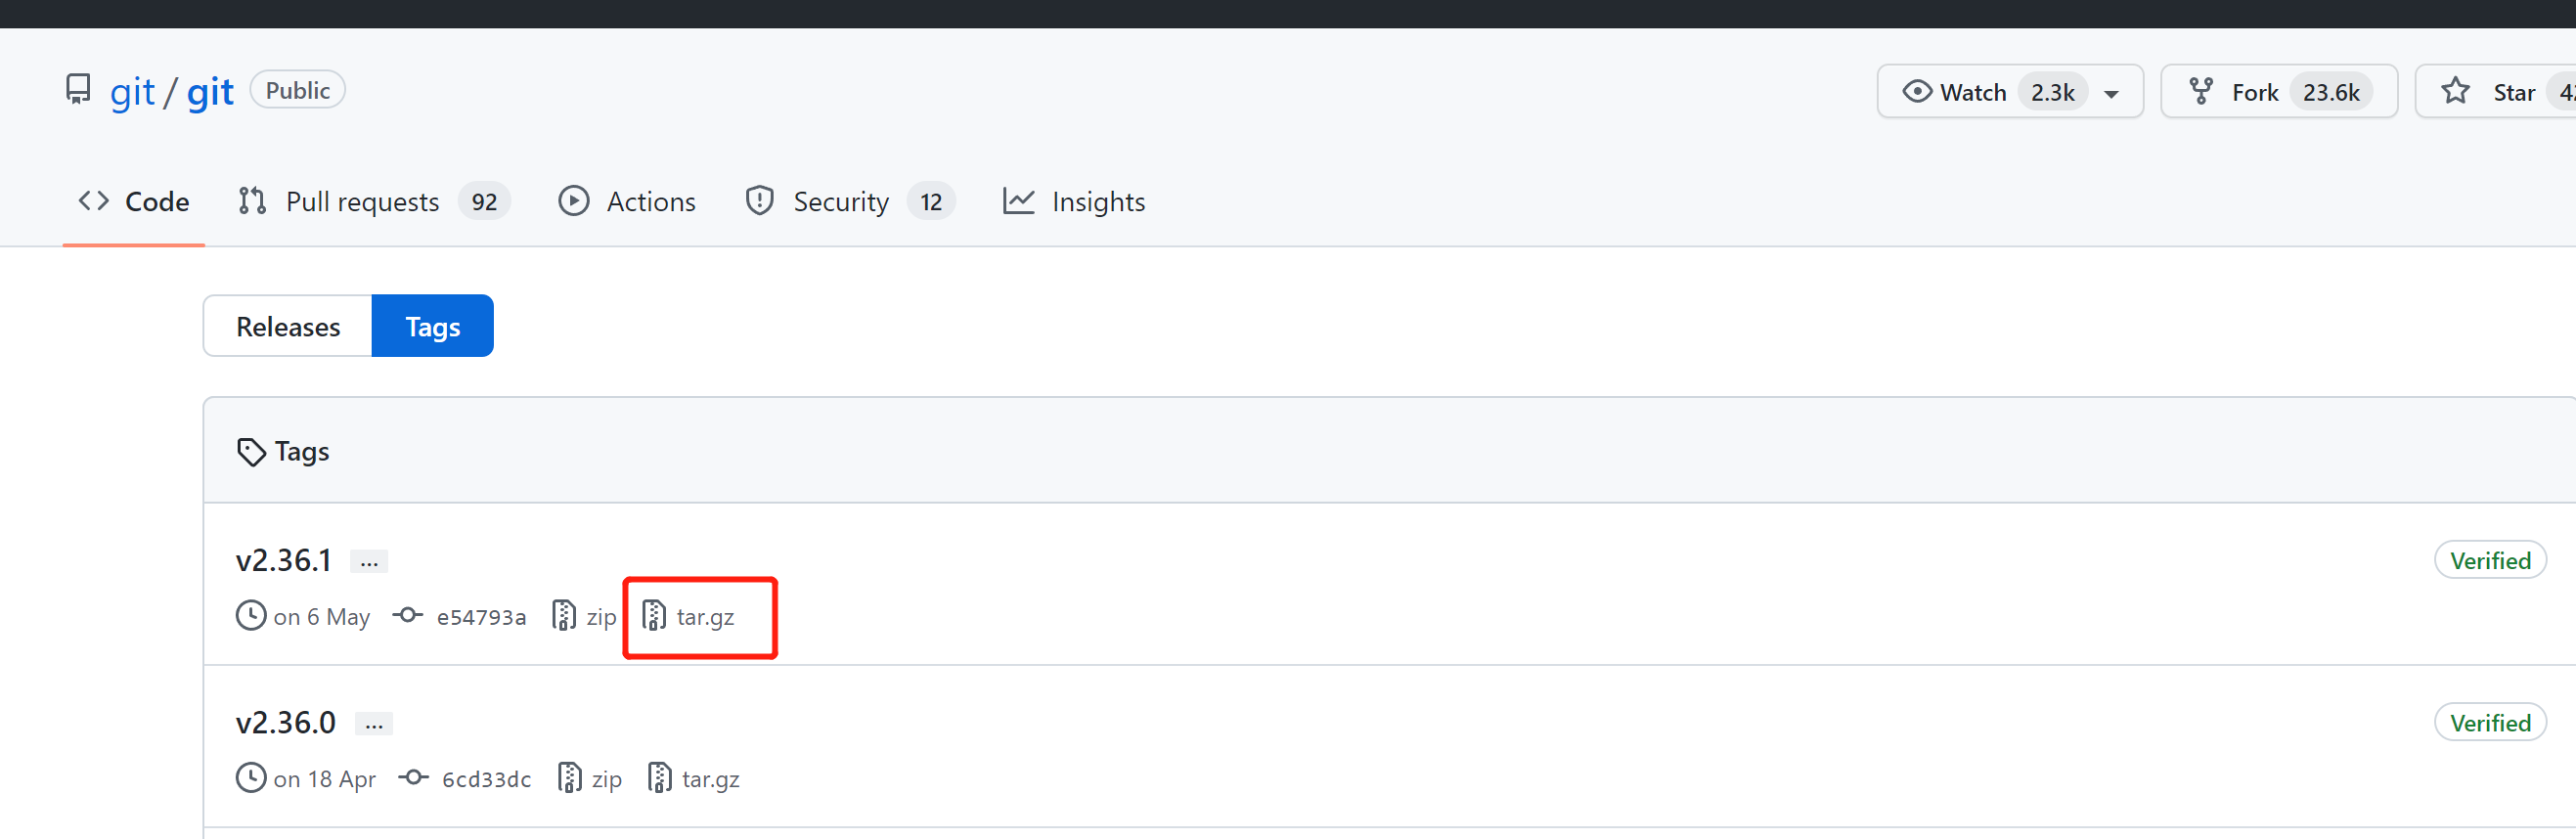 git / git Public Watch 2.3k Fork 23.6k Star
Code Pull requests 92 Actions Security 12 Insights
Releases Tags
Tags
v2.36.1 ... Verified
on 6 May e54793a zip tar.gz
v2.36.0 ... Verified
on 18 Apr 6cd33dc zip tar.gz